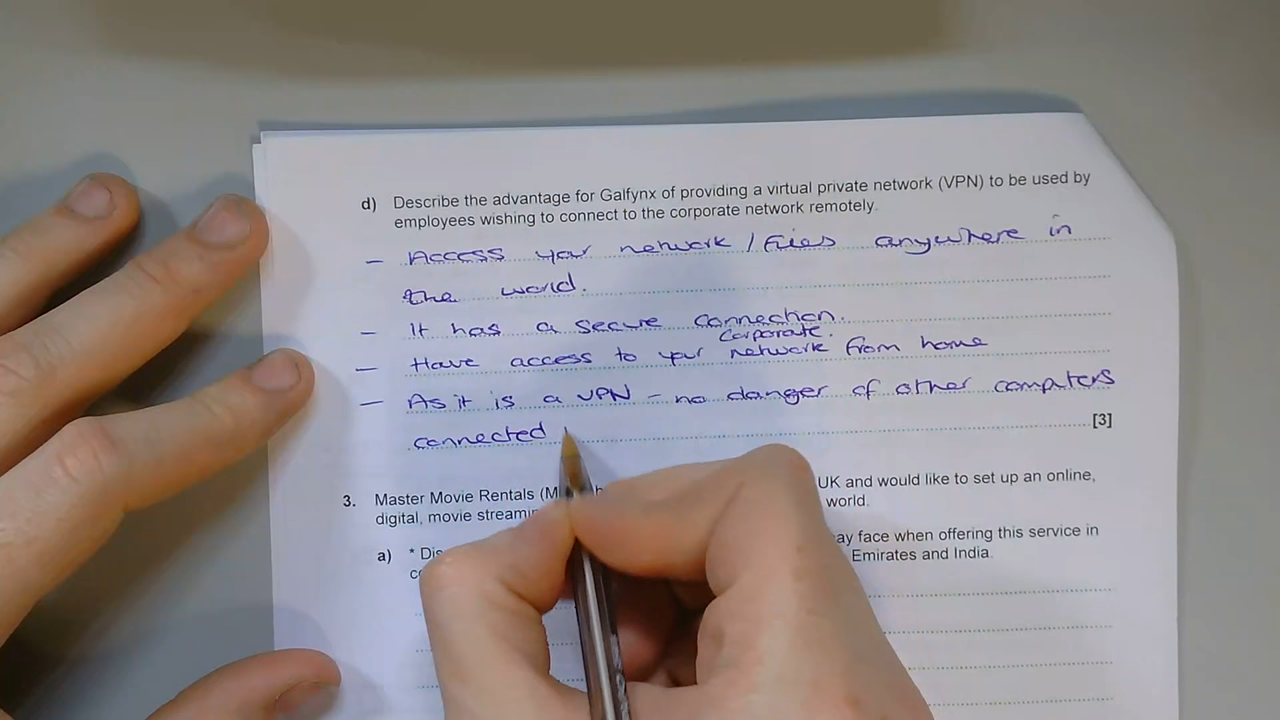 d) Describe the advantage for Galfynx of providing a virtual private network (VPN) to be used by
employees wishing to connect to the corporate network remotely.
- Access your network / files anywhere in
the world.
- It has a secure connection.
corporate.
- Have access to your network from home
- As it is a VPN - no danger of other computers
connected
[3]
3. Master Movie Rentals UK and would like to set up an online,
digital, movie world.
a) * ay face when offering this service in
Emirates and India.